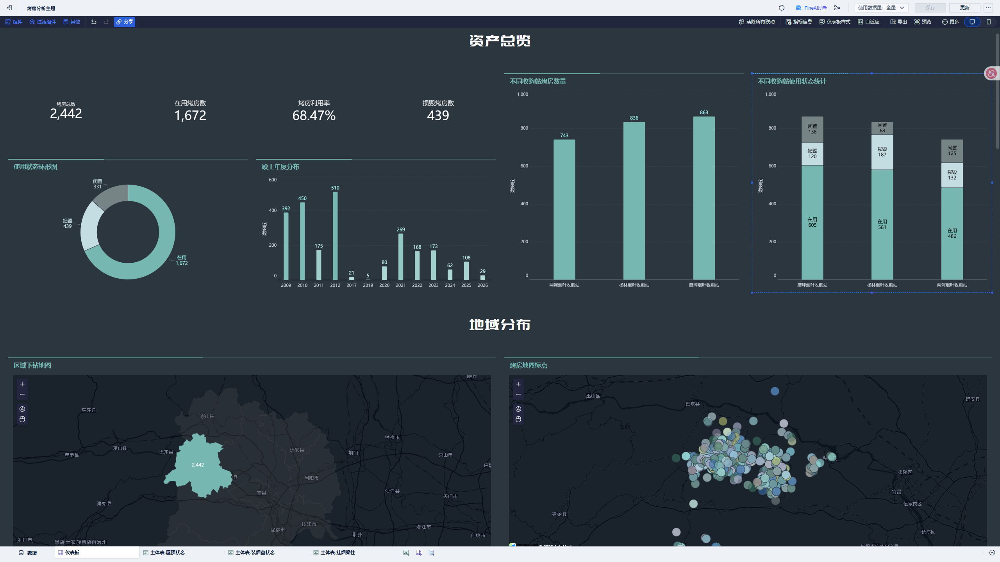 烤房分析主题
FineAI助手
使用数据量：全量
保存
更新
组件
过滤组件
其他
分享
清除所有联动
指标信息
仪表板样式
自适应
导出
预览
更多
资产总览
烤房总数
2,442
在用烤房数
1,672
烤房利用率
68.47%
损毁烤房数
439
使用状态环形图
闲置
331
损毁
439
在用
1,672
竣工年度分布
600
400
200
0
记录数
392
450
175
510
21
5
80
269
168
173
62
108
29
2009
2010
2011
2012
2017
2019
2020
2021
2022
2023
2024
2025
2026
不同收购站烤房数量
1,000
800
600
400
200
0
记录数
743
836
863
两河烟叶收购站
杨林烟叶收购站
磨坪烟叶收购站
不同收购站使用状态统计
1,000
800
600
400
200
0
记录数
闲置
138
损毁
120
在用
605
闲置
68
损毁
187
在用
581
闲置
125
损毁
132
在用
486
磨坪烟叶收购站
杨林烟叶收购站
两河烟叶收购站
地域分布
区域下钻地图
随州
巫溪县
兴山县
钟祥市
巫山县
巴东县
奉节县
远安县
荆门
京山市
2,442
县
当阳市
宜昌
沙洋县
天门市
建始县
枝江市
宜都市
潜江市
荆州
仙桃市
利川市
恩施土家族苗族自治州
烤房地图标点
巫山县
巴东县
远安县
夷陵区
宜昌
伍家岗区
建始县
猇亭区
数据
仪表板
主体表-屋顶状态
主体表-装烟室状态
主体表-挂烟梁柱